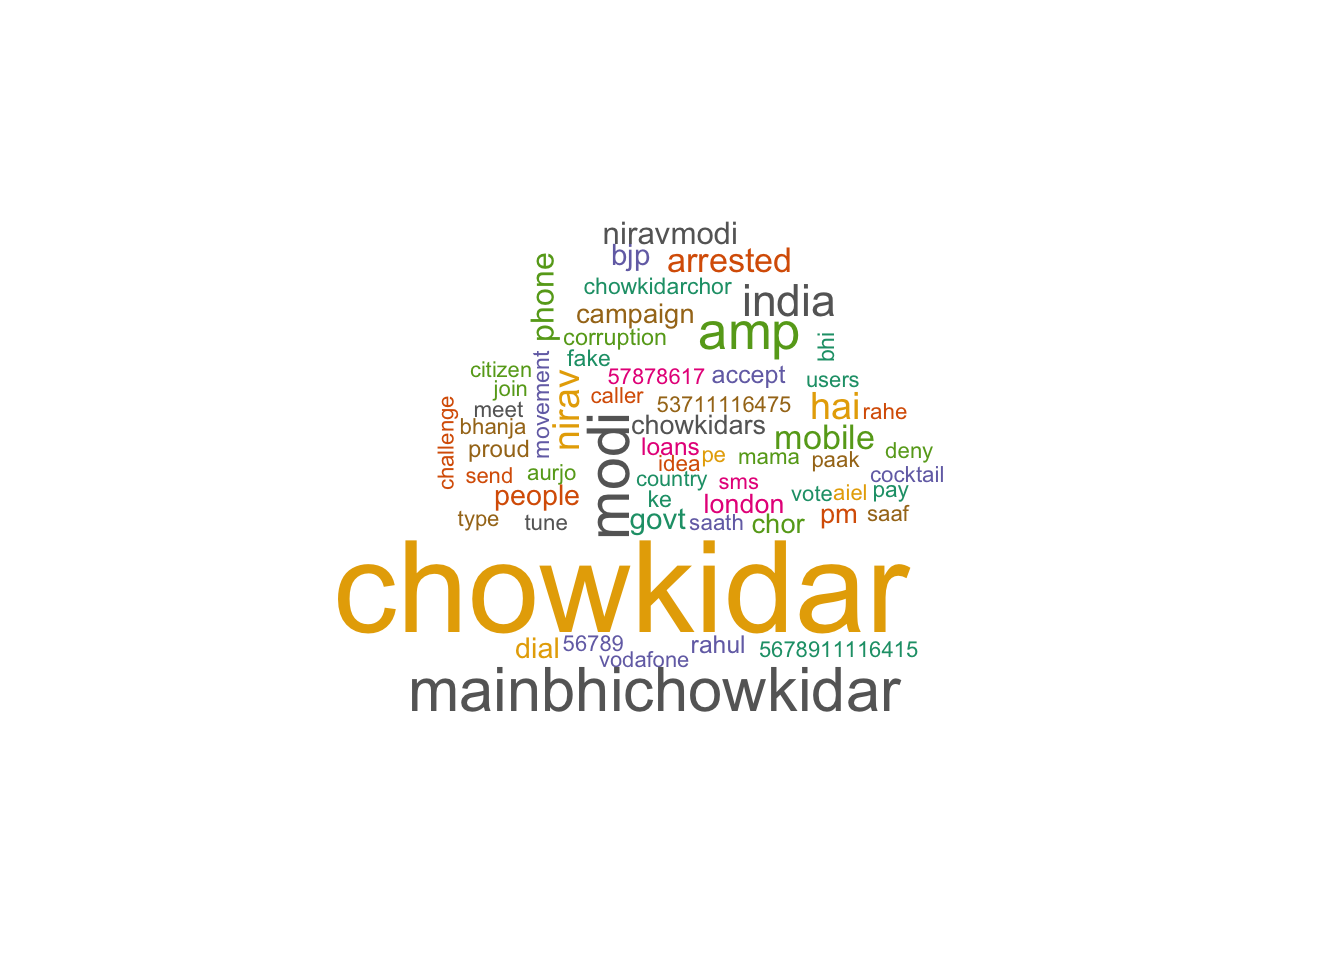 niravmodi
bjp arrested
phone
chowkidarchor india
campaign amp
corruption bhi
fake
citizen movement nirav 57878617 accept users
join caller 53711116475 hai rahe
challenge meet modi chowkidars
bhanja mobile
proud loans pe mama paak deny
idea
send aurjo country sms cocktail
people ke london vote aiel pay
type tune govt saath chor pm saaf
chowkidar
dial 56789 rahul 5678911116415
vodafone
mainbhichowkidar